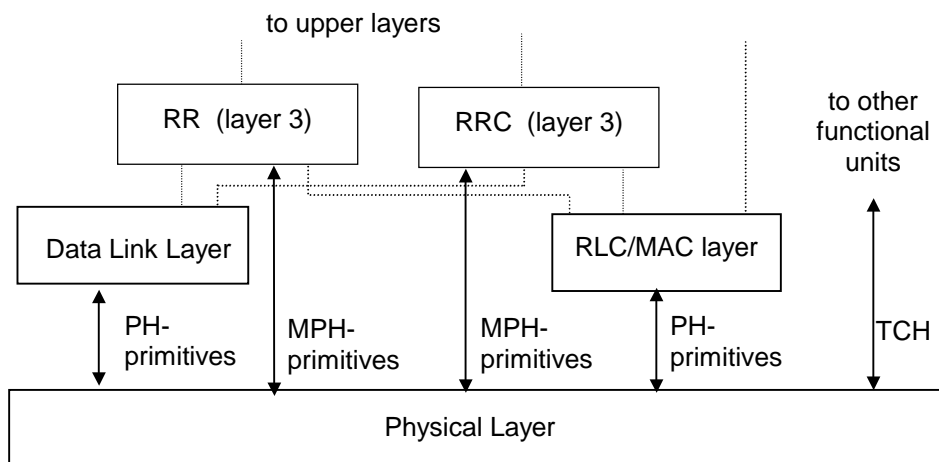 to upper layers
RR (layer 3)
RRC (layer 3)
to other
functional
units
Data Link Layer
RLC/MAC layer
PH-
primitives
MPH-
primitives
MPH-
primitives
PH-
primitives
TCH
Physical Layer